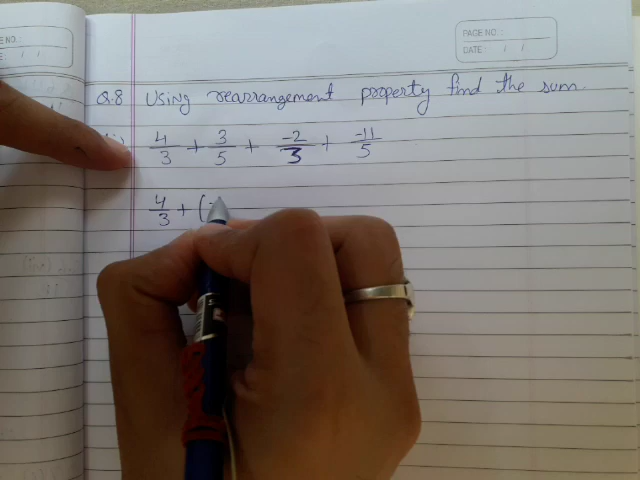 PAGE NO.:
DATE: / /
Q.8 Using rearrangement property find the sum.
4/3 + 3/5 + -2/3 + -11/5
4/3 + (-